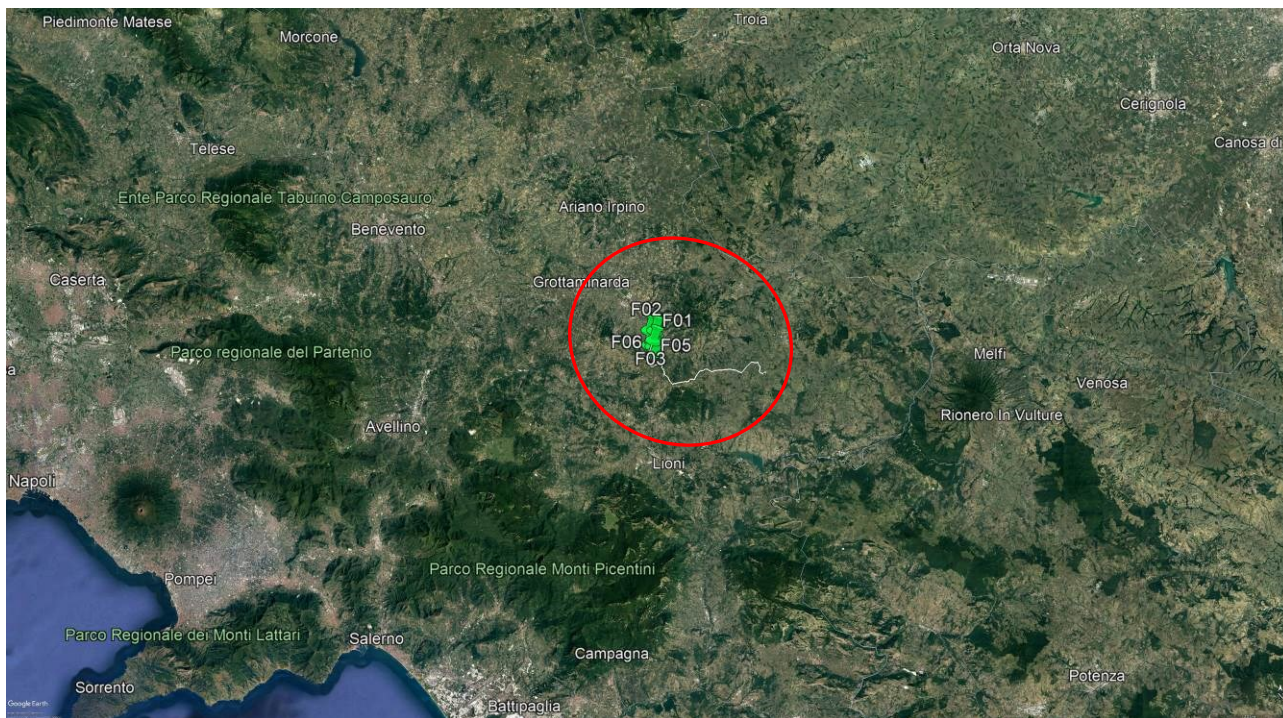 Piedimonte Matese
Troia
Morcone
Orta Nova
Cerignola
Canosa di
Telese
Ente Parco Regionale Taburno Camposauro
Ariano Irpino
Benevento
Caserta
Grottaminarda
F02
F01
F06
F05
F03
Parco regionale del Partenio
a
Melfi
Venosa
Rionero In Vulture
Avellino
Lioni
Napoli
Parco Regionale Monti Picentini
Pompei
Parco Regionale dei Monti Lattari
Salerno
Campagna
Potenza
Sorrento
Battipaglia
Google Earth